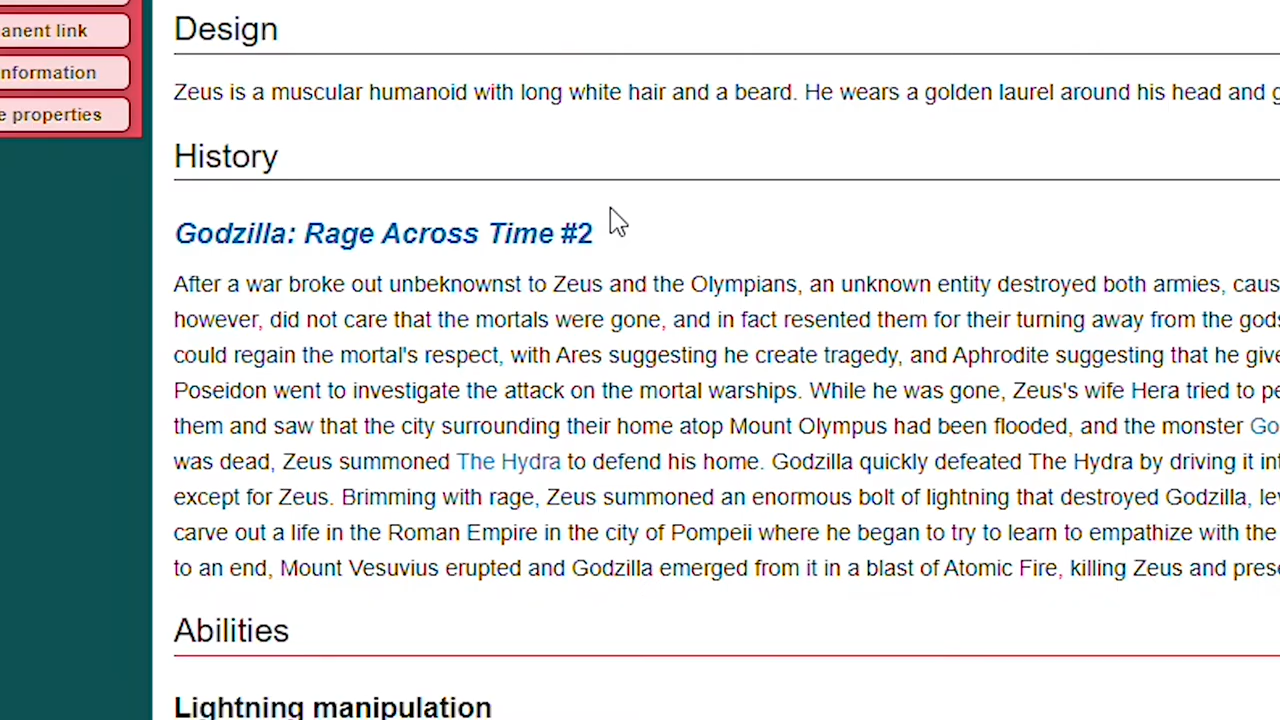 anent link
nformation
e properties
Design
Zeus is a muscular humanoid with long white hair and a beard. He wears a golden laurel around his head and g
History
Godzilla: Rage Across Time #2
After a war broke out unbeknownst to Zeus and the Olympians, an unknown entity destroyed both armies, caus
however, did not care that the mortals were gone, and in fact resented them for their turning away from the gods
could regain the mortal's respect, with Ares suggesting he create tragedy, and Aphrodite suggesting that he give
Poseidon went to investigate the attack on the mortal warships. While he was gone, Zeus's wife Hera tried to pe
them and saw that the city surrounding their home atop Mount Olympus had been flooded, and the monster Go
was dead, Zeus summoned The Hydra to defend his home. Godzilla quickly defeated The Hydra by driving it int
except for Zeus. Brimming with rage, Zeus summoned an enormous bolt of lightning that destroyed Godzilla, lev
carve out a life in the Roman Empire in the city of Pompeii where he began to try to learn to empathize with the
to an end, Mount Vesuvius erupted and Godzilla emerged from it in a blast of Atomic Fire, killing Zeus and prese
Abilities
Lightning manipulation